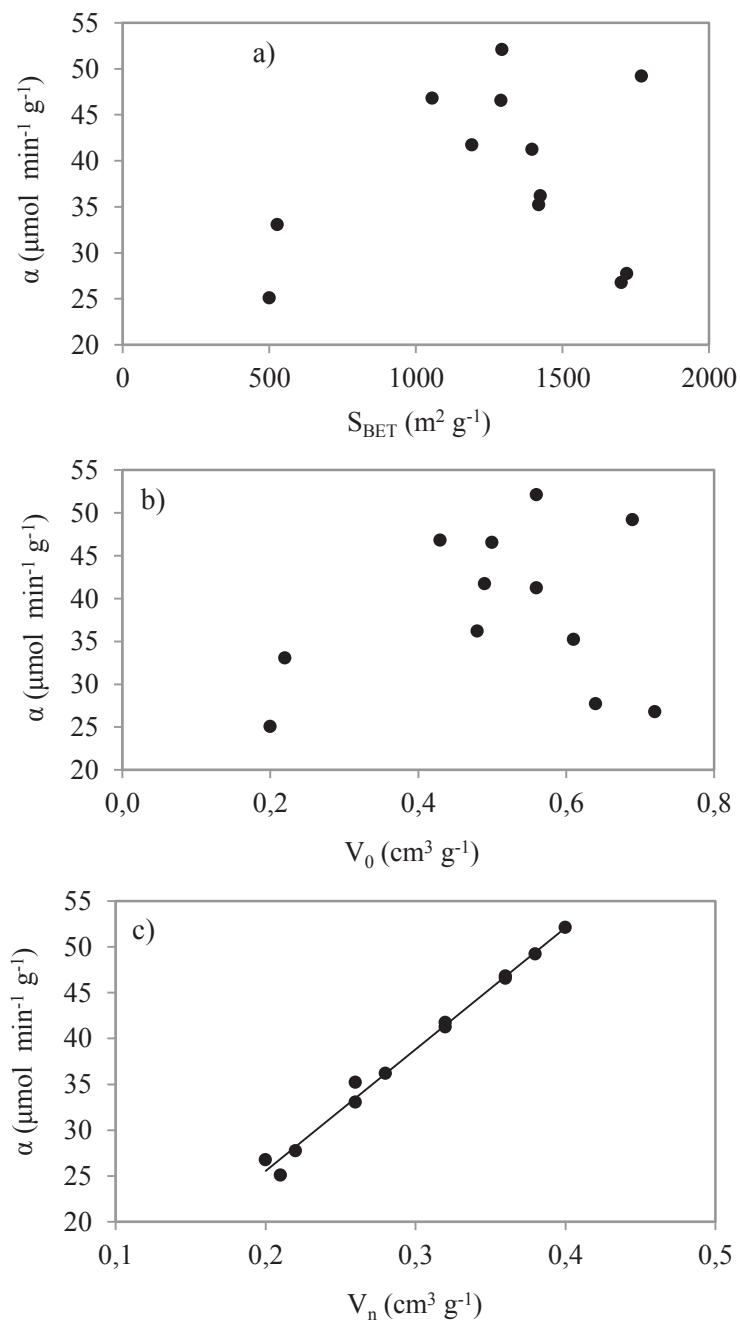 a)
α (μmol min⁻¹ g⁻¹)
55
50
45
40
35
30
25
20
0 500 1000 1500 2000
S_BET (m² g⁻¹)
b)
α (μmol min⁻¹ g⁻¹)
55
50
45
40
35
30
25
20
0,0 0,2 0,4 0,6 0,8
V₀ (cm³ g⁻¹)
c)
α (μmol min⁻¹ g⁻¹)
55
50
45
40
35
30
25
20
0,1 0,2 0,3 0,4 0,5
Vₙ (cm³ g⁻¹)